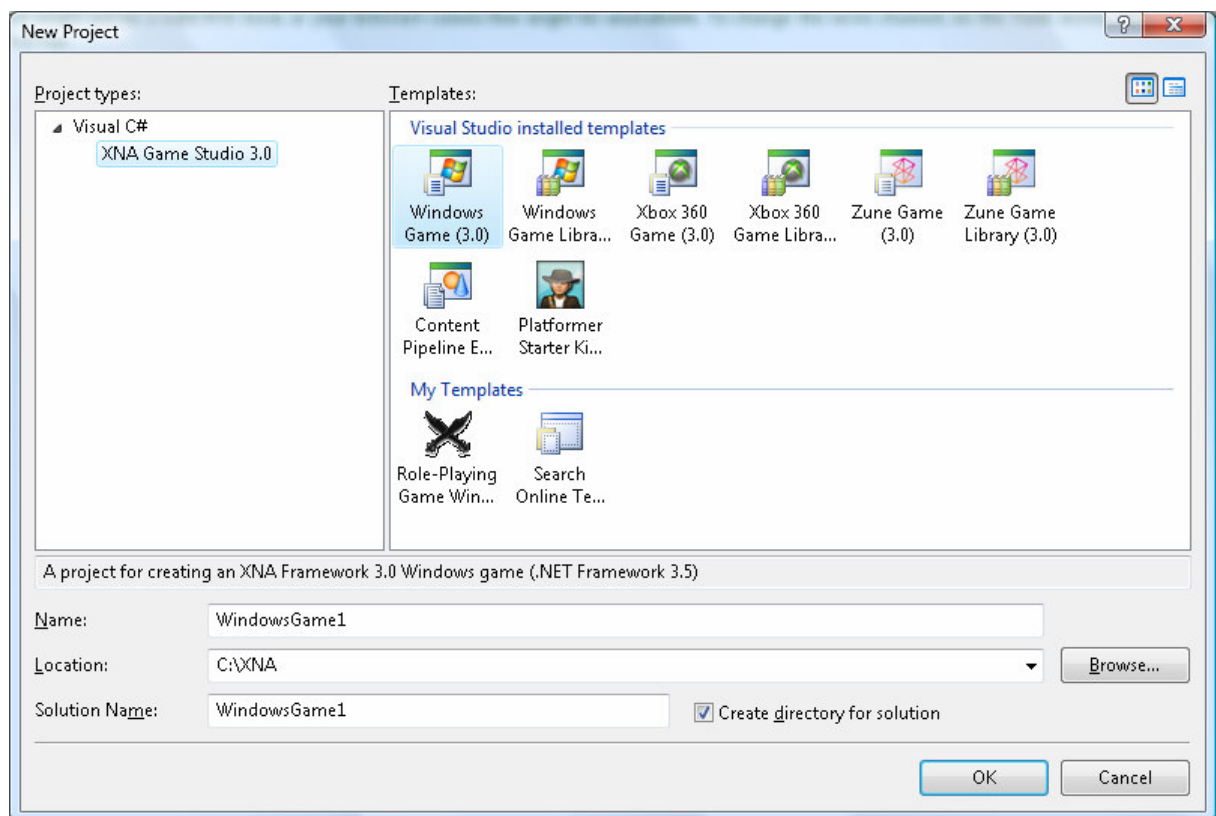 New Project
Project types:
Templates:
Visual C#
XNA Game Studio 3.0
Visual Studio installed templates
Windows Game (3.0)
Windows Game Libra...
Xbox 360 Game (3.0)
Xbox 360 Game Libra...
Zune Game (3.0)
Zune Game Library (3.0)
Content Pipeline E...
Platformer Starter Ki...
My Templates
Role-Playing Game Win...
Search Online Te...
A project for creating an XNA Framework 3.0 Windows game (.NET Framework 3.5)
Name:
WindowsGame1
Location:
C:\XNA
Browse...
Solution Name:
WindowsGame1
Create directory for solution
OK
Cancel